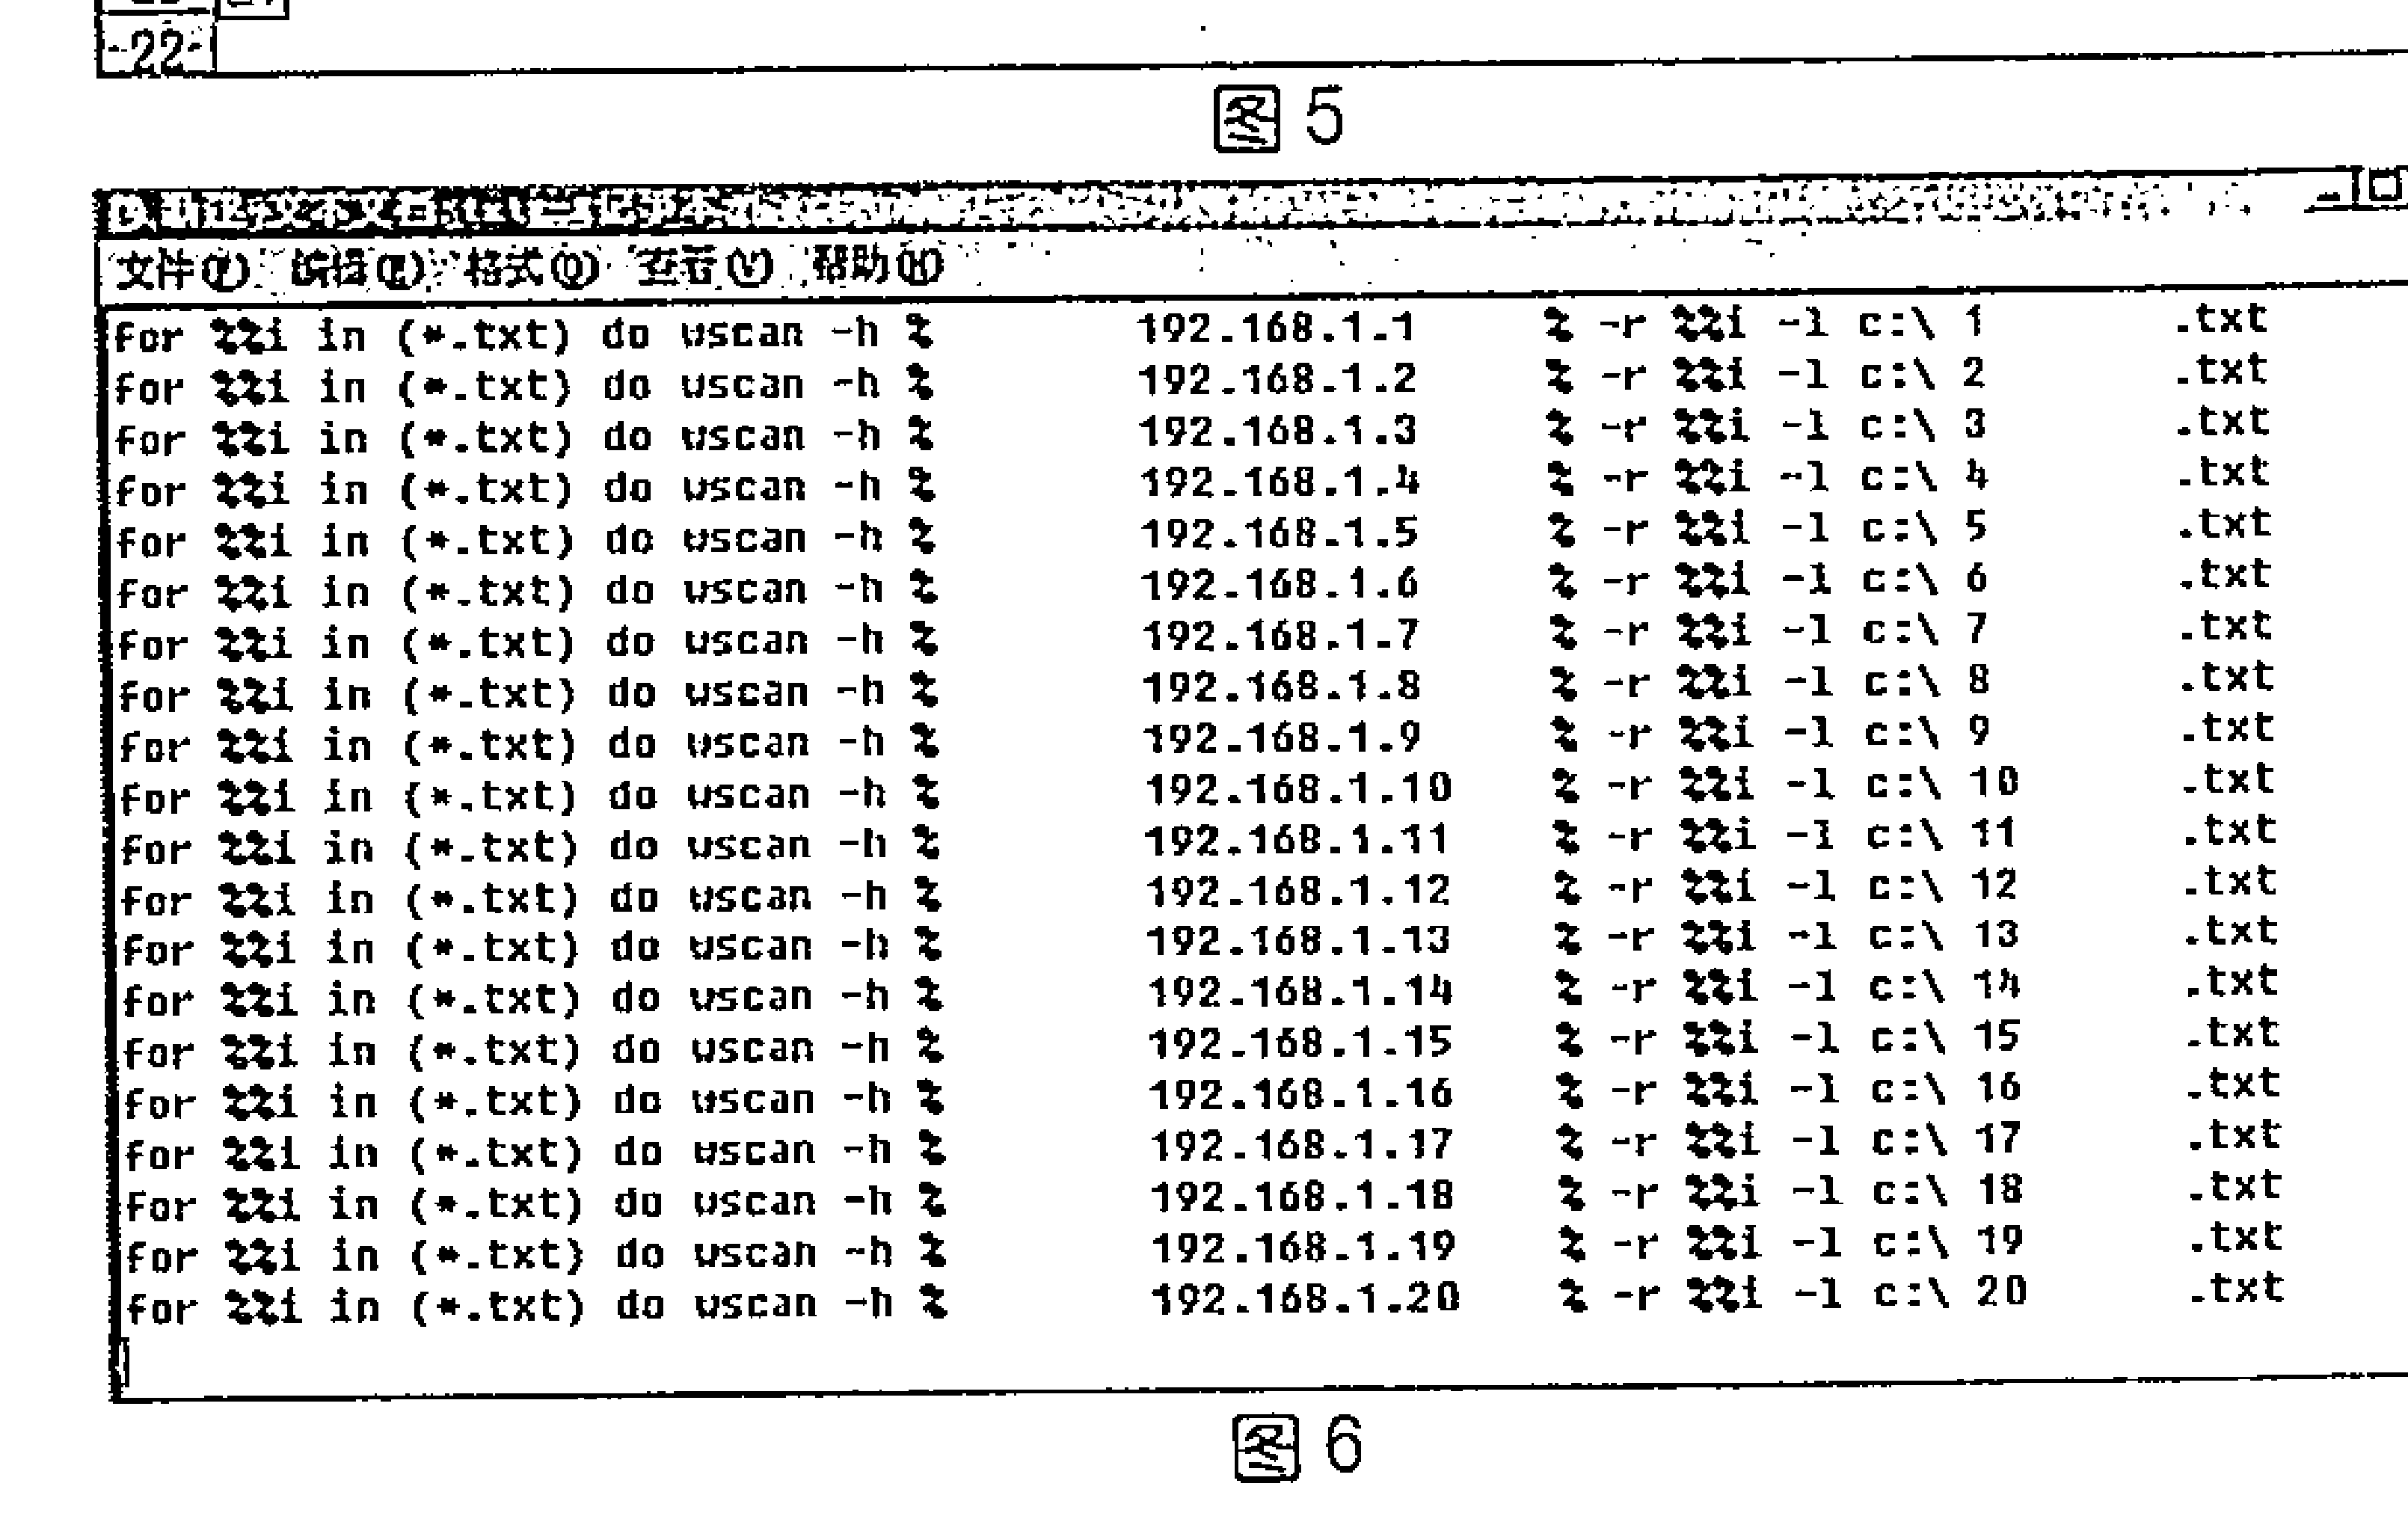 22
图 5
文件(F) 编辑(E) 格式(O) 查看(V) 帮助(H)
for %%i in (*.txt) do wscan -h % 192.168.1.1 % -r %%i -l c:\ 1 .txt
for %%i in (*.txt) do wscan -h % 192.168.1.2 % -r %%i -l c:\ 2 .txt
for %%i in (*.txt) do wscan -h % 192.168.1.3 % -r %%i -l c:\ 3 .txt
for %%i in (*.txt) do wscan -h % 192.168.1.4 % -r %%i -l c:\ 4 .txt
for %%i in (*.txt) do wscan -h % 192.168.1.5 % -r %%i -l c:\ 5 .txt
for %%i in (*.txt) do wscan -h % 192.168.1.6 % -r %%i -l c:\ 6 .txt
for %%i in (*.txt) do wscan -h % 192.168.1.7 % -r %%i -l c:\ 7 .txt
for %%i in (*.txt) do wscan -h % 192.168.1.8 % -r %%i -l c:\ 8 .txt
for %%i in (*.txt) do wscan -h % 192.168.1.9 % -r %%i -l c:\ 9 .txt
for %%i in (*.txt) do wscan -h % 192.168.1.10 % -r %%i -l c:\ 10 .txt
for %%i in (*.txt) do wscan -h % 192.168.1.11 % -r %%i -l c:\ 11 .txt
for %%i in (*.txt) do wscan -h % 192.168.1.12 % -r %%i -l c:\ 12 .txt
for %%i in (*.txt) do wscan -h % 192.168.1.13 % -r %%i -l c:\ 13 .txt
for %%i in (*.txt) do wscan -h % 192.168.1.14 % -r %%i -l c:\ 14 .txt
for %%i in (*.txt) do wscan -h % 192.168.1.15 % -r %%i -l c:\ 15 .txt
for %%i in (*.txt) do wscan -h % 192.168.1.16 % -r %%i -l c:\ 16 .txt
for %%i in (*.txt) do wscan -h % 192.168.1.17 % -r %%i -l c:\ 17 .txt
for %%i in (*.txt) do wscan -h % 192.168.1.18 % -r %%i -l c:\ 18 .txt
for %%i in (*.txt) do wscan -h % 192.168.1.19 % -r %%i -l c:\ 19 .txt
for %%i in (*.txt) do wscan -h % 192.168.1.20 % -r %%i -l c:\ 20 .txt
图 6